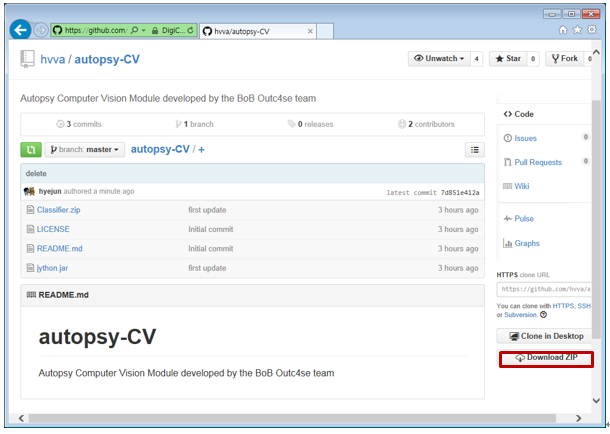 https://github.com/
DigiC...
hvva/autopsy-CV
hvva / autopsy-CV
Unwatch 4
Star 0
Fork 0
Autopsy Computer Vision Module developed by the BoB Outc4se team
3 commits
1 branch
0 releases
2 contributors
branch: master
autopsy-CV / +
delete
hyejun authored a minute ago
latest commit 7d851e412a
Classifier.zip first update 3 hours ago
LICENSE Initial commit 3 hours ago
README.md Initial commit 3 hours ago
jython.jar first update 3 hours ago
README.md
autopsy-CV
Autopsy Computer Vision Module developed by the BoB Outc4se team
<> Code
Issues 0
Pull Requests 0
Wiki
Pulse
Graphs
HTTPS clone URL
https://github.com/hvva/a
You can clone with HTTPS, SSH
or Subversion.
Clone in Desktop
Download ZIP